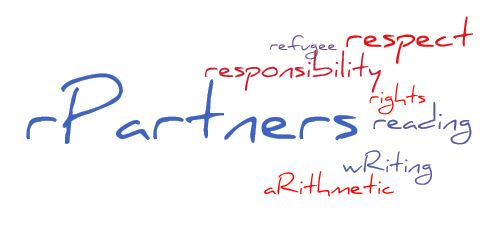 refugee respect
responsibility
rights
rPartners reading
wRiting
aRithmetic